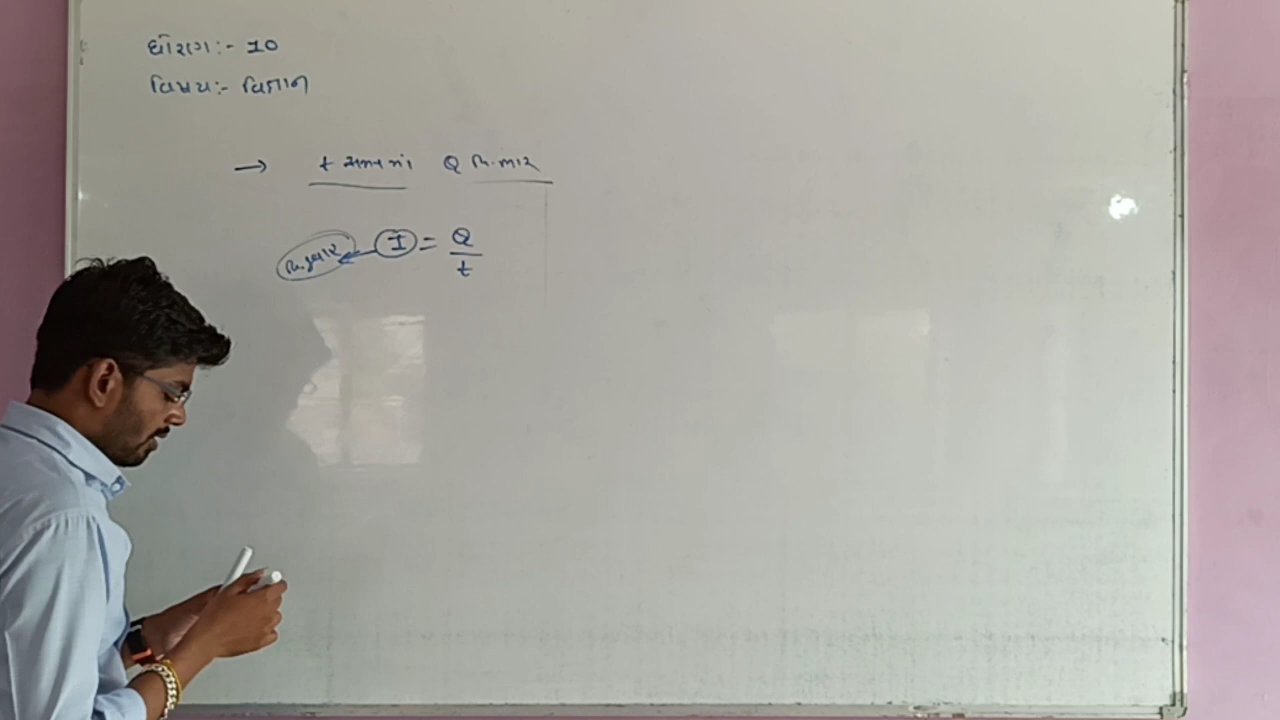 ધોરણ:- 10
વિષય:- વિજ્ઞાન
→ t સમયમાં Q વિ.ભાર
વિ.પ્રવાહ ← I = Q/t